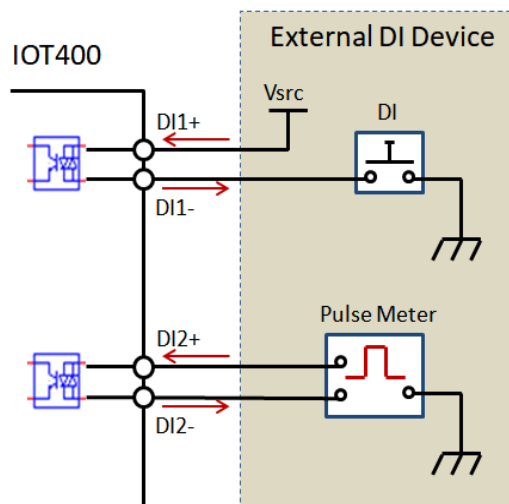 External DI Device
IOT400
Vsrc
DI1+
DI
DI1-
Pulse Meter
DI2+
DI2-